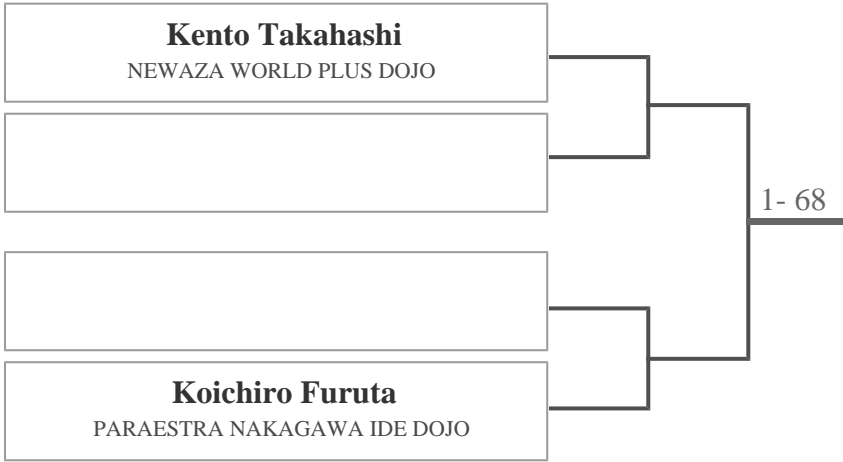 Kento Takahashi
NEWAZA WORLD PLUS DOJO
1- 68
Koichiro Furuta
PARAESTRA NAKAGAWA IDE DOJO